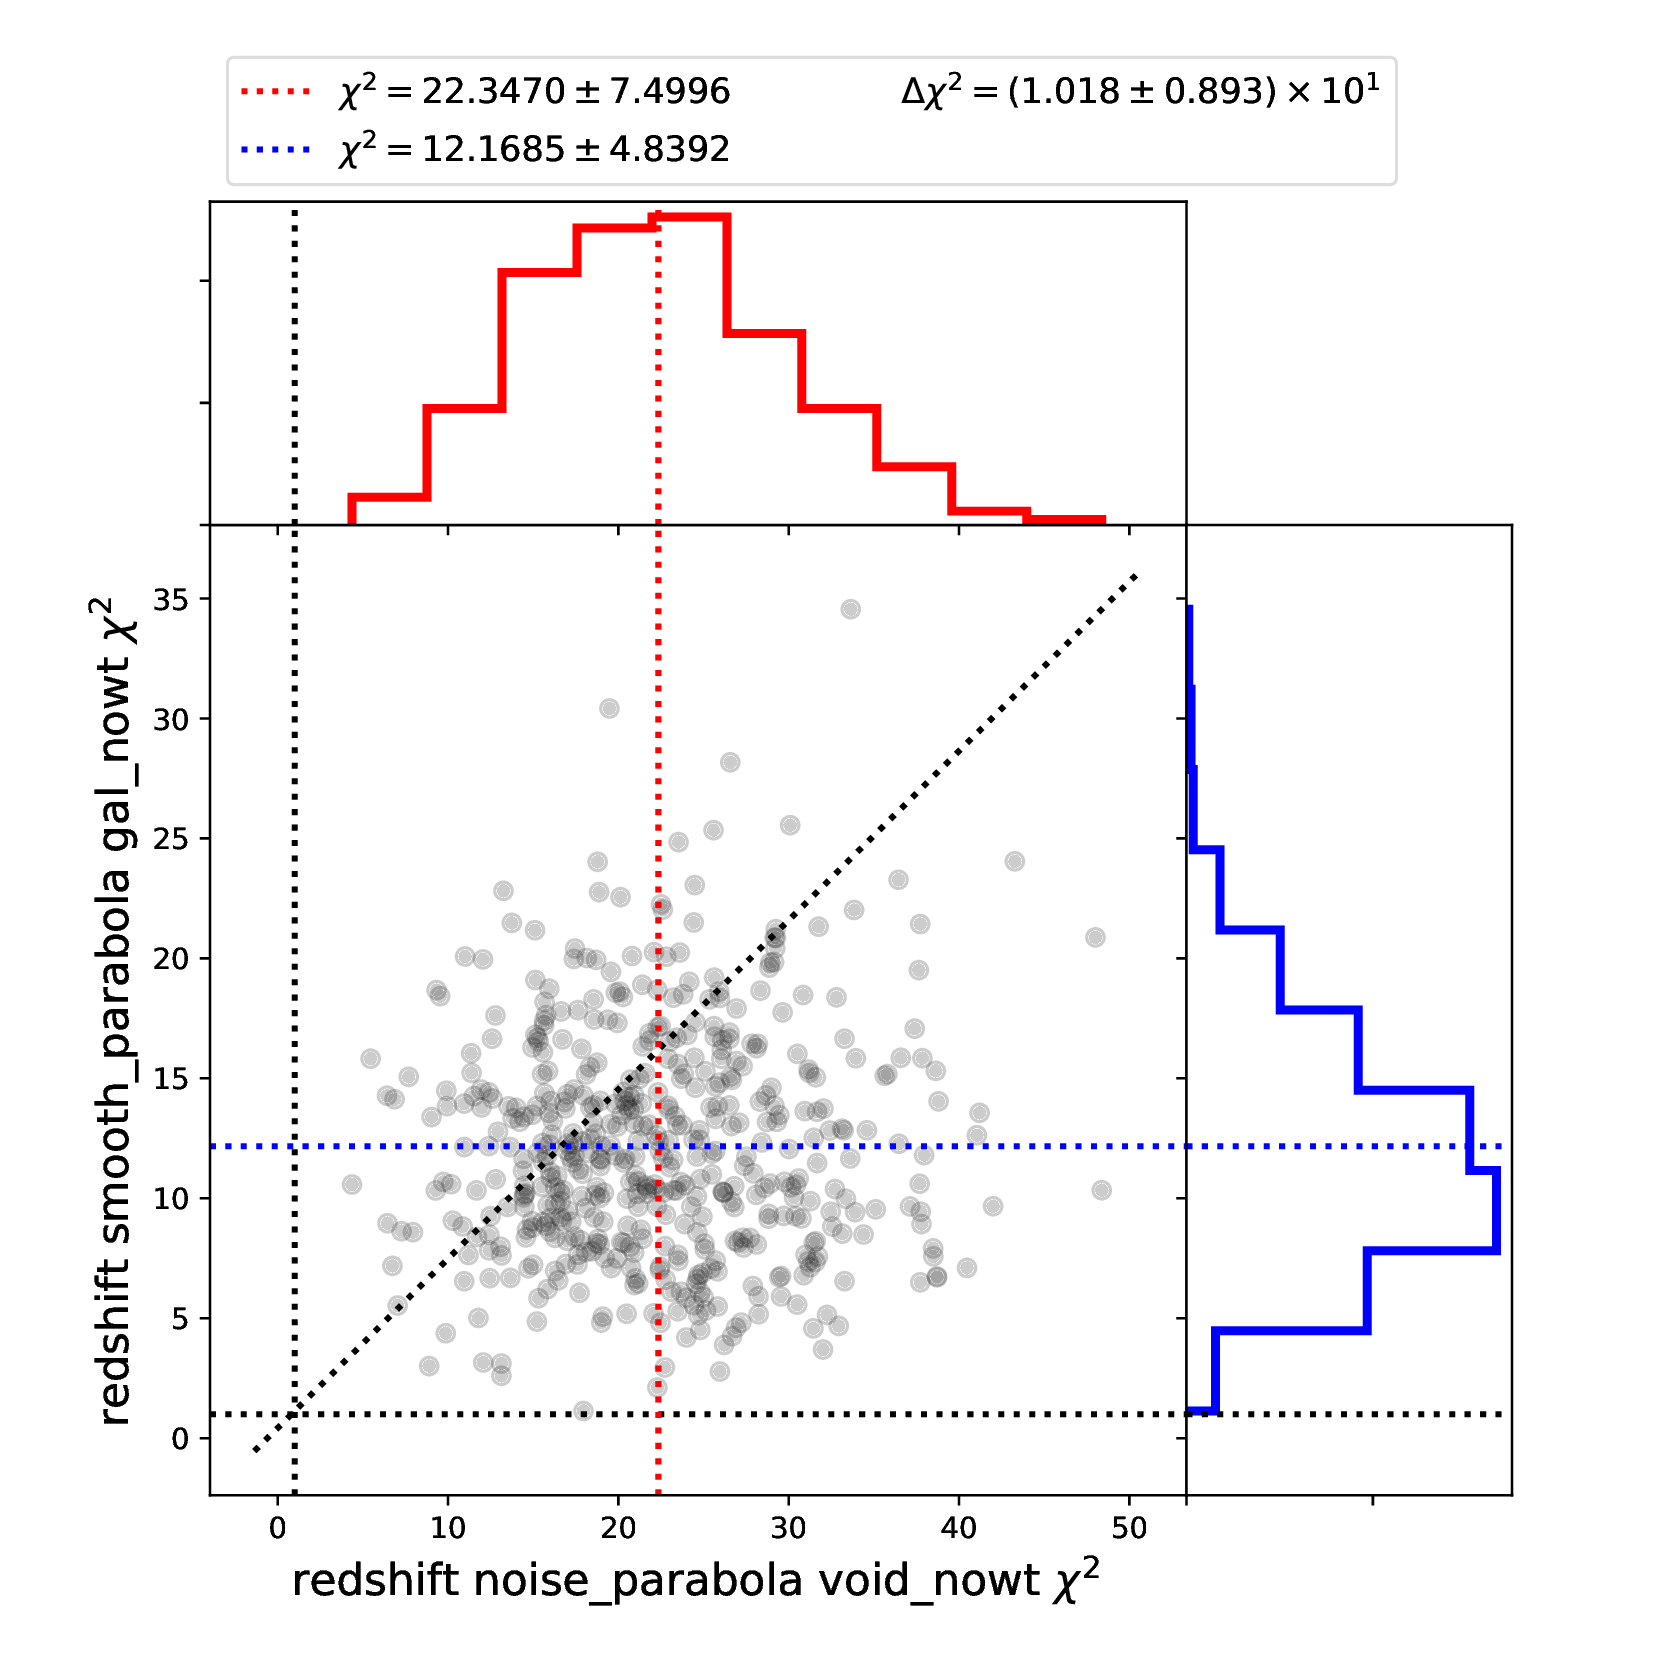 χ² = 22.3470 ± 7.4996
Δχ² = (1.018 ± 0.893) × 10¹
χ² = 12.1685 ± 4.8392
redshift smooth_parabola gal_nowt χ²
35
30
25
20
15
10
5
0
0 10 20 30 40 50
redshift noise_parabola void_nowt χ²